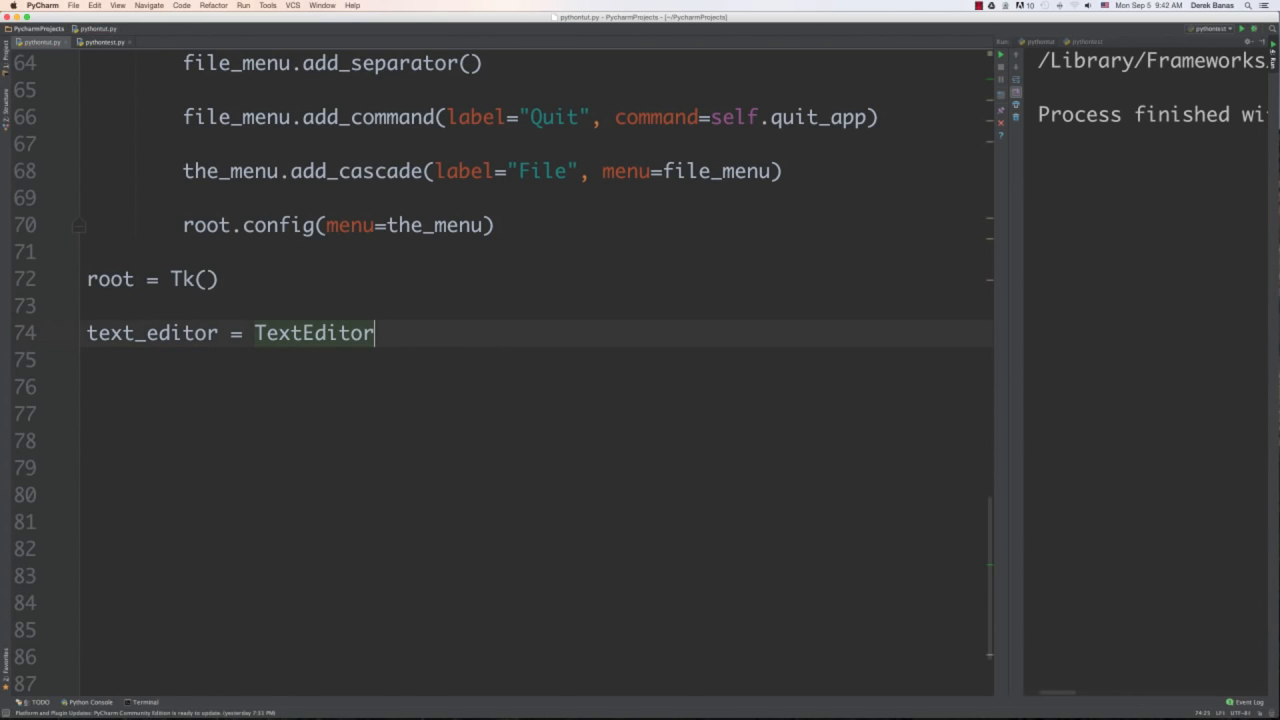 PyCharm File Edit View Navigate Code Refactor Run Tools VCS Window Help 10 Mon Sep 5 9:42 AM Derek Banas
pythontut.py - PycharmProjects - [~/PycharmProjects]
PycharmProjects pythontut.py pythontest
pythontut.py pythontest.py Run: pythontut pythontest
1: Project
Z: Structure
2: Favorites
Run
64 file_menu.add_separator()
65
66 file_menu.add_command(label="Quit", command=self.quit_app)
67
68 the_menu.add_cascade(label="File", menu=file_menu)
69
70 root.config(menu=the_menu)
71
72 root = Tk()
73
74 text_editor = TextEditor
75
76
77
78
79
80
81
82
83
84
85
86
87
/Library/Frameworks
Process finished wi
6: TODO Python Console Terminal Event Log
Platform and Plugin Updates: PyCharm Community Edition is ready to update. (yesterday 7:31 PM) 74:25 LF÷ UTF-8÷